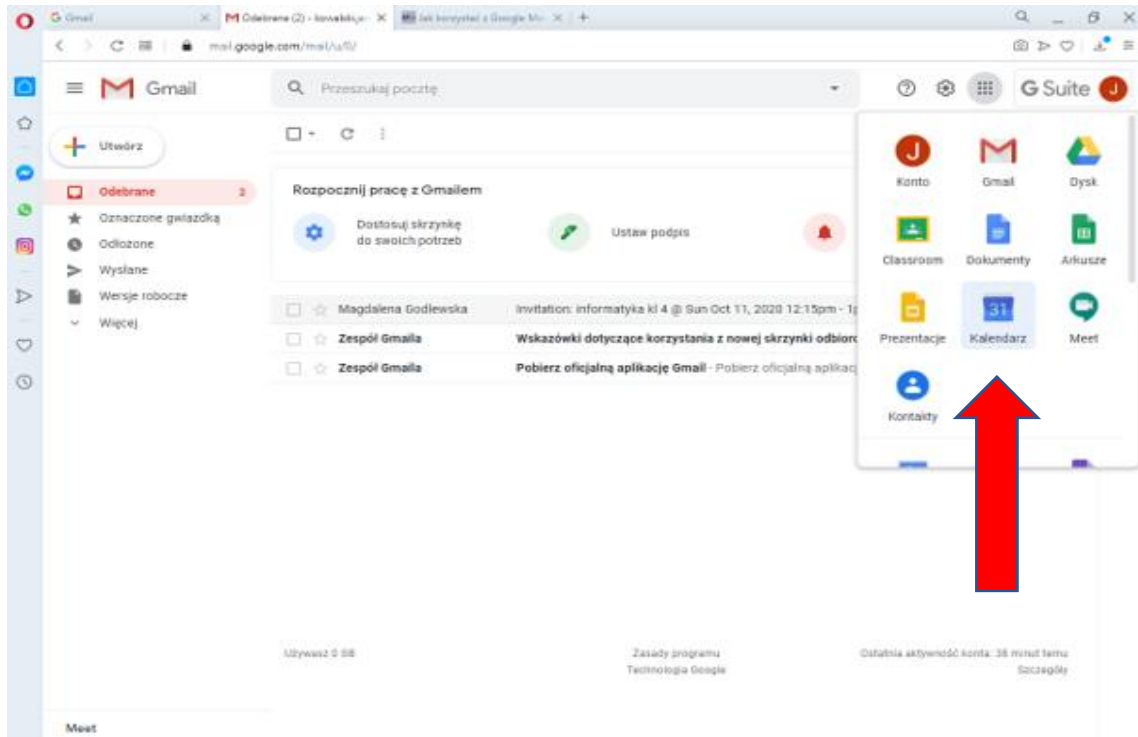 Gmail
Odebrane (2) -
Jak korzystać z Google
mail.google.com/mail/u/0/
Gmail
Przeszukaj pocztę
G Suite
J
Utwórz
Odebrane 2
Oznaczone gwiazdką
Odłożone
Wysłane
Wersje robocze
Więcej
Rozpocznij pracę z Gmailem
Dostosuj skrzynkę
do swoich potrzeb
Ustaw podpis
Magdalena Godlewska Invitation: informatyka kl 4 @ Sun Oct 11, 2020 12:15pm -
Zespół Gmaila Wskazówki dotyczące korzystania z nowej skrzynki
Zespół Gmaila Pobierz oficjalną aplikację Gmail - Pobierz oficjalną
J
Konto Gmail Dysk
Classroom Dokumenty Arkusze
31
Prezentacje Kalendarz Meet
Kontakty
Używasz 0 GB
Zasady programu
Technologia Google
Ostatnia aktywność konta: 38 minut temu
Szczegóły
Meet